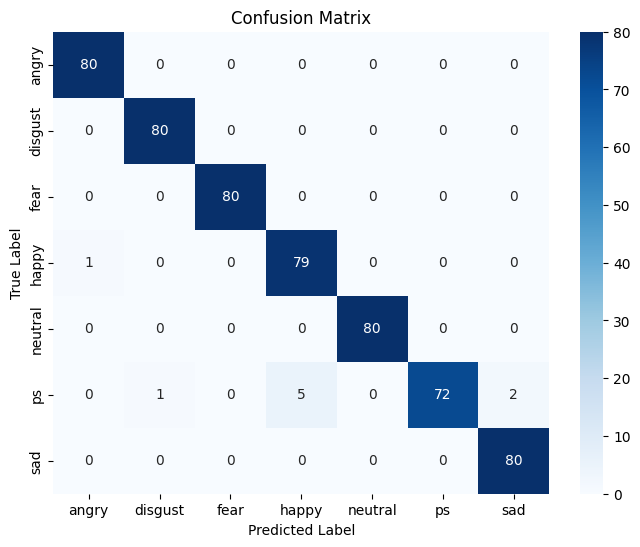 Confusion Matrix
True Label
angry 80 0 0 0 0 0 0
disgust 0 80 0 0 0 0 0
fear 0 0 80 0 0 0 0
happy 1 0 0 79 0 0 0
neutral 0 0 0 0 80 0 0
ps 0 1 0 5 0 72 2
sad 0 0 0 0 0 0 80
angry disgust fear happy neutral ps sad
Predicted Label
80
70
60
50
40
30
20
10
0